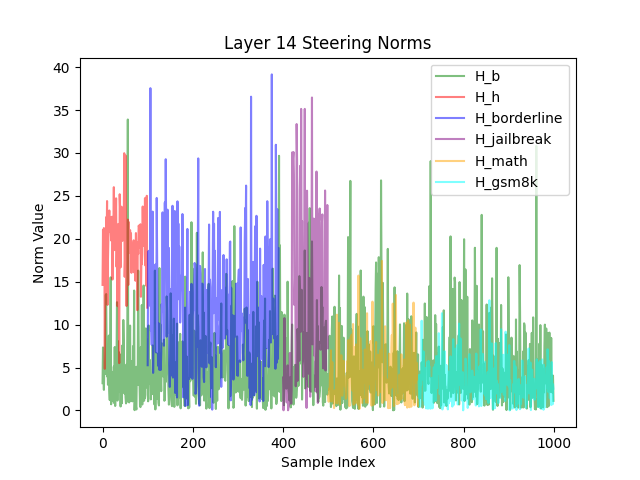 Layer 14 Steering Norms
Norm Value
40
35
30
25
20
15
10
5
0
0
200
400
600
800
1000
Sample Index
H_b
H_h
H_borderline
H_jailbreak
H_math
H_gsm8k